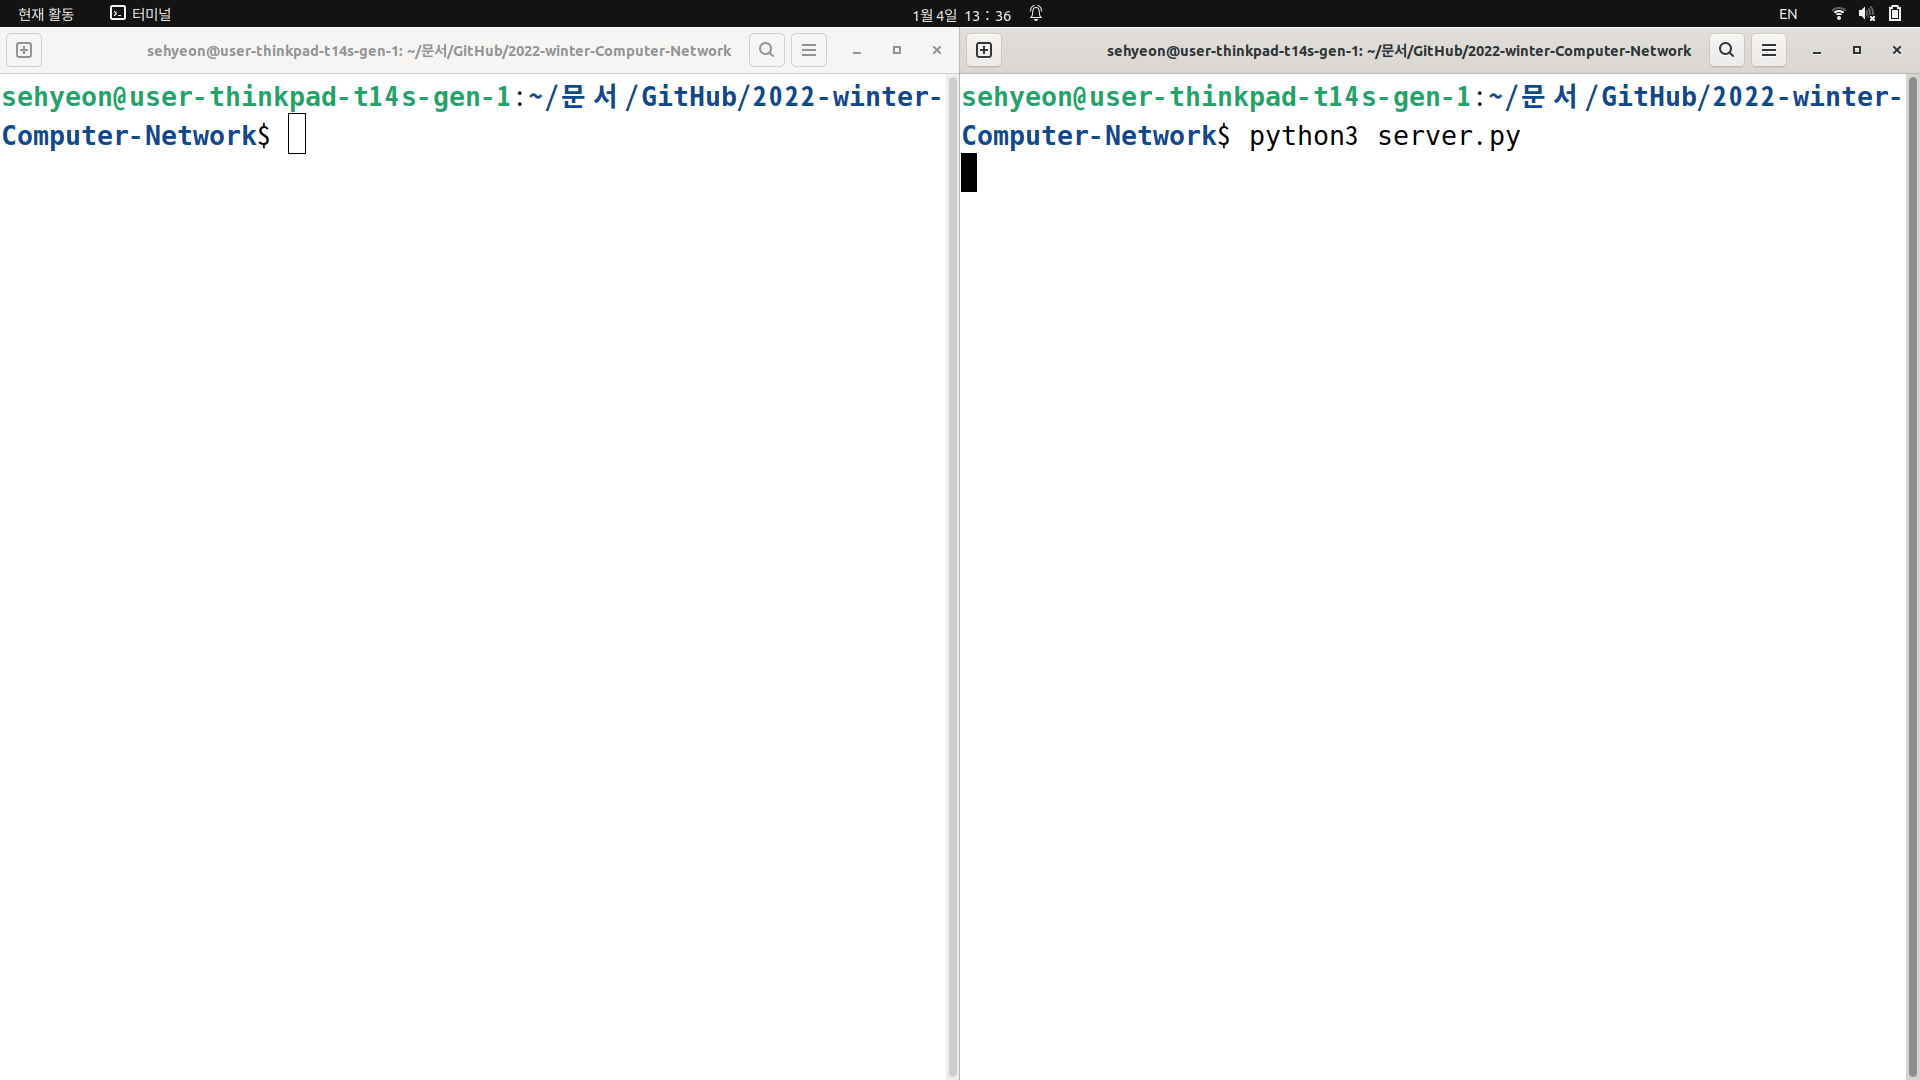 현재 활동 터미널 1월 4일 13 : 36 EN
sehyeon@user-thinkpad-t14s-gen-1: ~/문서/GitHub/2022-winter-Computer-Network
sehyeon@user-thinkpad-t14s-gen-1:~/문서/GitHub/2022-winter-
Computer-Network$
sehyeon@user-thinkpad-t14s-gen-1: ~/문서/GitHub/2022-winter-Computer-Network
sehyeon@user-thinkpad-t14s-gen-1:~/문서/GitHub/2022-winter-
Computer-Network$ python3 server.py